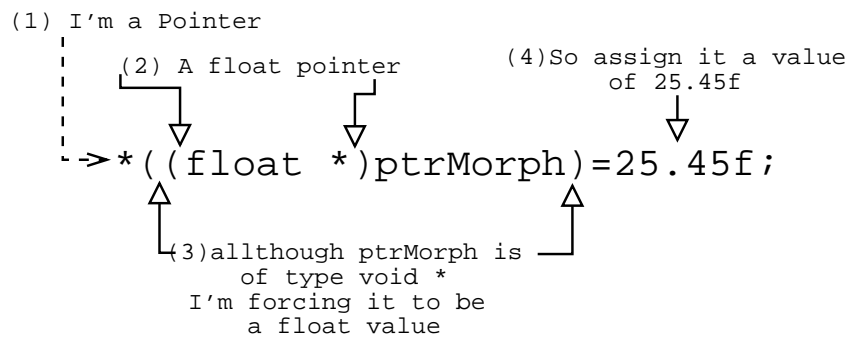 (1) I'm a Pointer
(2) A float pointer
(4)So assign it a value
of 25.45f
*((float *)ptrMorph)=25.45f;
(3)allthough ptrMorph is
of type void *
I'm forcing it to be
a float value